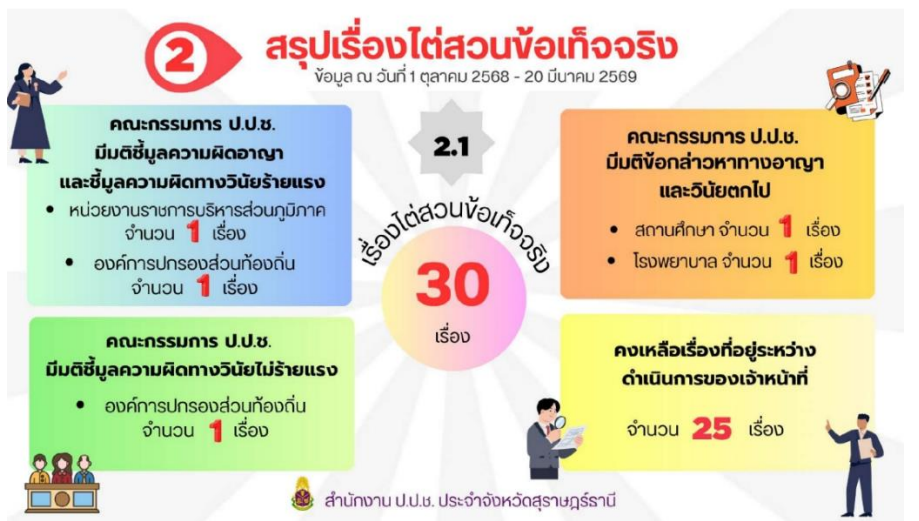 2
สรุปเรื่องไต่สวนข้อเท็จจริง
ข้อมูล ณ วันที่ 1 ตุลาคม 2568 - 20 มีนาคม 2569
คณะกรรมการ ป.ป.ช.
มีมติชี้มูลความผิดอาญา
และชี้มูลความผิดทางวินัยร้ายแรง
• หน่วยงานราชการบริหารส่วนภูมิภาค
จำนวน 1 เรื่อง
• องค์การปกรองส่วนท้องถิ่น
จำนวน 1 เรื่อง
คณะกรรมการ ป.ป.ช.
มีมติชี้มูลความผิดทางวินัยไม่ร้ายแรง
• องค์การปกรองส่วนท้องถิ่น
จำนวน 1 เรื่อง
2.1
เรื่องไต่สวนข้อเท็จจริง
30
เรื่อง
คณะกรรมการ ป.ป.ช.
มีมติข้อกล่าวหาทางอาญา
และวินัยตกไป
• สถานศึกษา จำนวน 1 เรื่อง
• โรงพยาบาล จำนวน 1 เรื่อง
คงเหลือเรื่องที่อยู่ระหว่าง
ดำเนินการของเจ้าหน้าที่
จำนวน 25 เรื่อง
สำนักงาน ป.ป.ช. ประจำจังหวัดสุราษฎร์ธานี